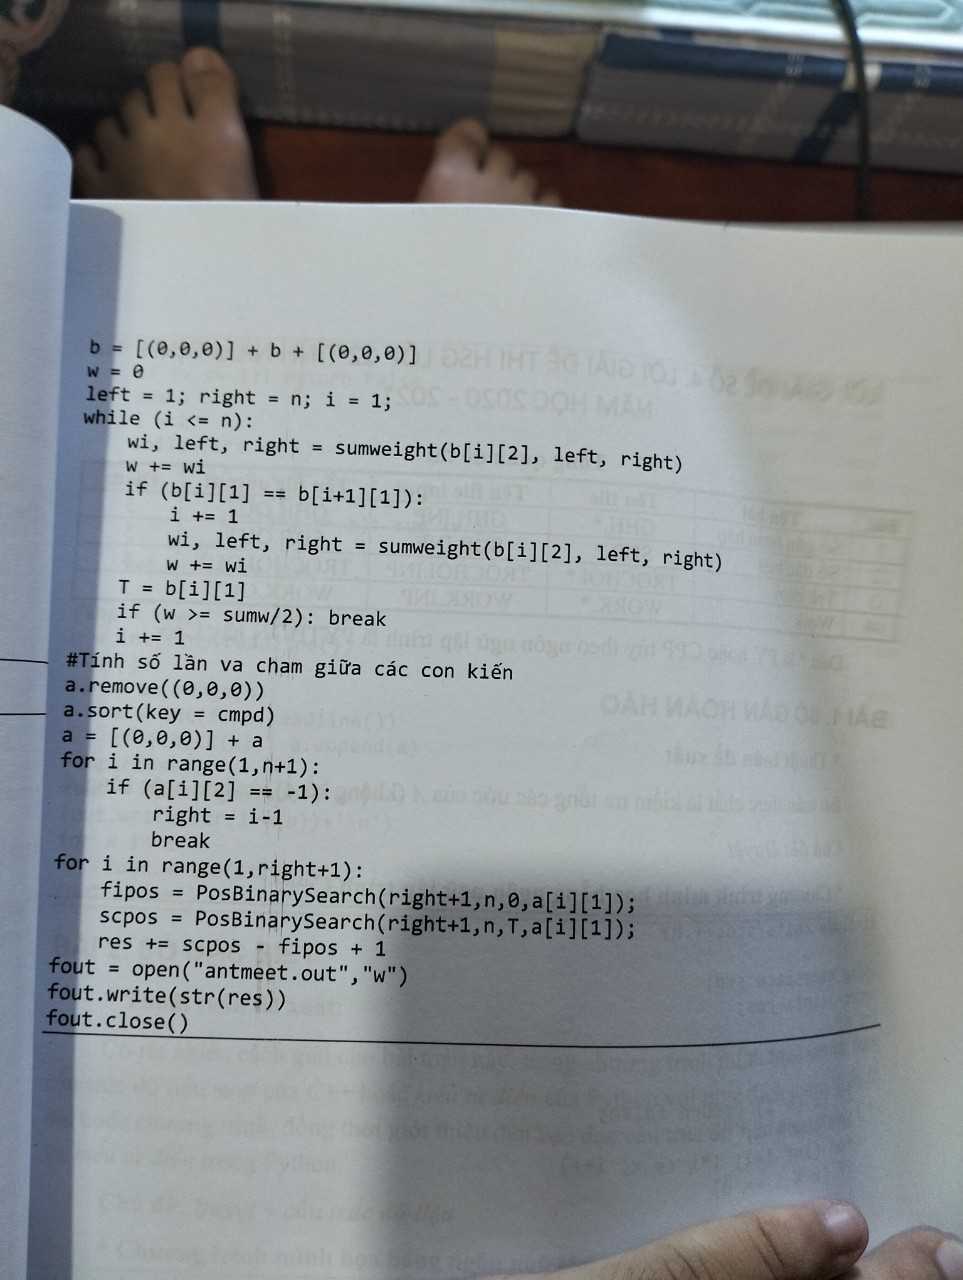 b = [(0,0,0)] + b + [(0,0,0)]
w = 0
left = 1; right = n; i = 1;
while (i <= n):
    wi, left, right = sumweight(b[i][2], left, right)
    w += wi
    if (b[i][1] == b[i+1][1]):
        i += 1
        wi, left, right = sumweight(b[i][2], left, right)
        w += wi
    T = b[i][1]
    if (w >= sumw/2): break
    i += 1
#Tính số lần va chạm giữa các con kiến
a.remove((0,0,0))
a.sort(key = cmpd)
a = [(0,0,0)] + a
for i in range(1,n+1):
    if (a[i][2] == -1):
        right = i-1
        break
for i in range(1,right+1):
    fipos = PosBinarySearch(right+1,n,0,a[i][1]);
    scpos = PosBinarySearch(right+1,n,T,a[i][1]);
    res += scpos - fipos + 1
fout = open("antmeet.out","w")
fout.write(str(res))
fout.close()